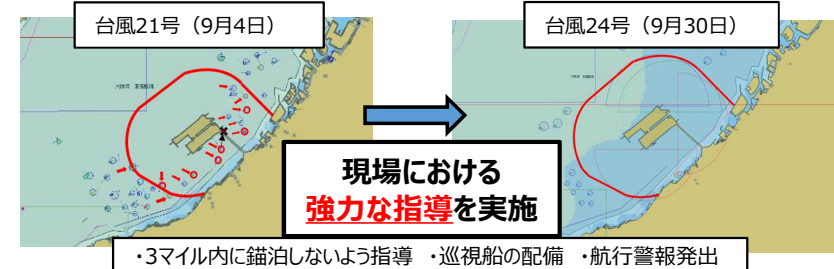 台風21号（9月4日）
台風24号（9月30日）
現場における
強力な指導を実施
・3マイル内に錨泊しないよう指導 ・巡視船の配備 ・航行警報発出